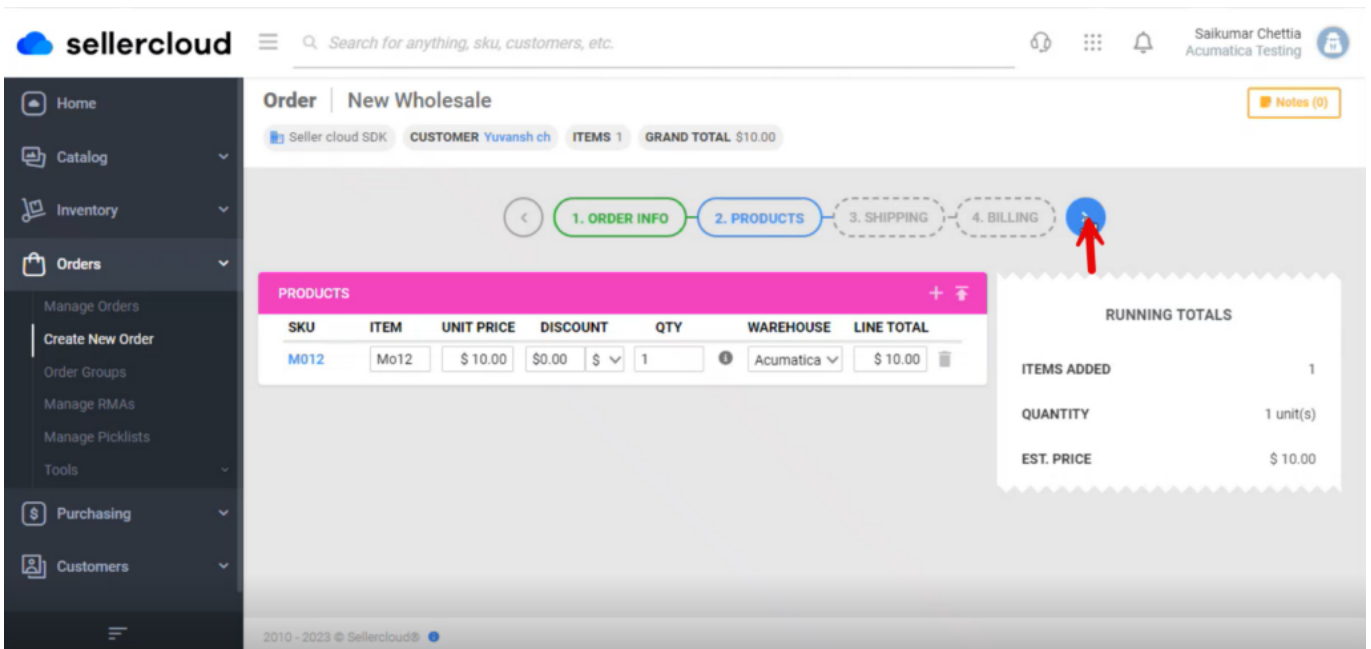 sellercloud
Search for anything, sku, customers, etc.
Saikumar Chettia
Acumatica Testing
Home
Catalog
Inventory
Orders
Manage Orders
Create New Order
Order Groups
Manage RMAs
Manage Picklists
Tools
Purchasing
Customers
Order | New Wholesale
Notes (0)
Seller cloud SDK CUSTOMER Yuvansh ch ITEMS 1 GRAND TOTAL $10.00
1. ORDER INFO 2. PRODUCTS 3. SHIPPING 4. BILLING
PRODUCTS
SKU ITEM UNIT PRICE DISCOUNT QTY WAREHOUSE LINE TOTAL
M012 Mo12 $ 10.00 $0.00 $ 1 Acumatica $ 10.00
RUNNING TOTALS
ITEMS ADDED 1
QUANTITY 1 unit(s)
EST. PRICE $ 10.00
2010 - 2023 © Sellercloud®